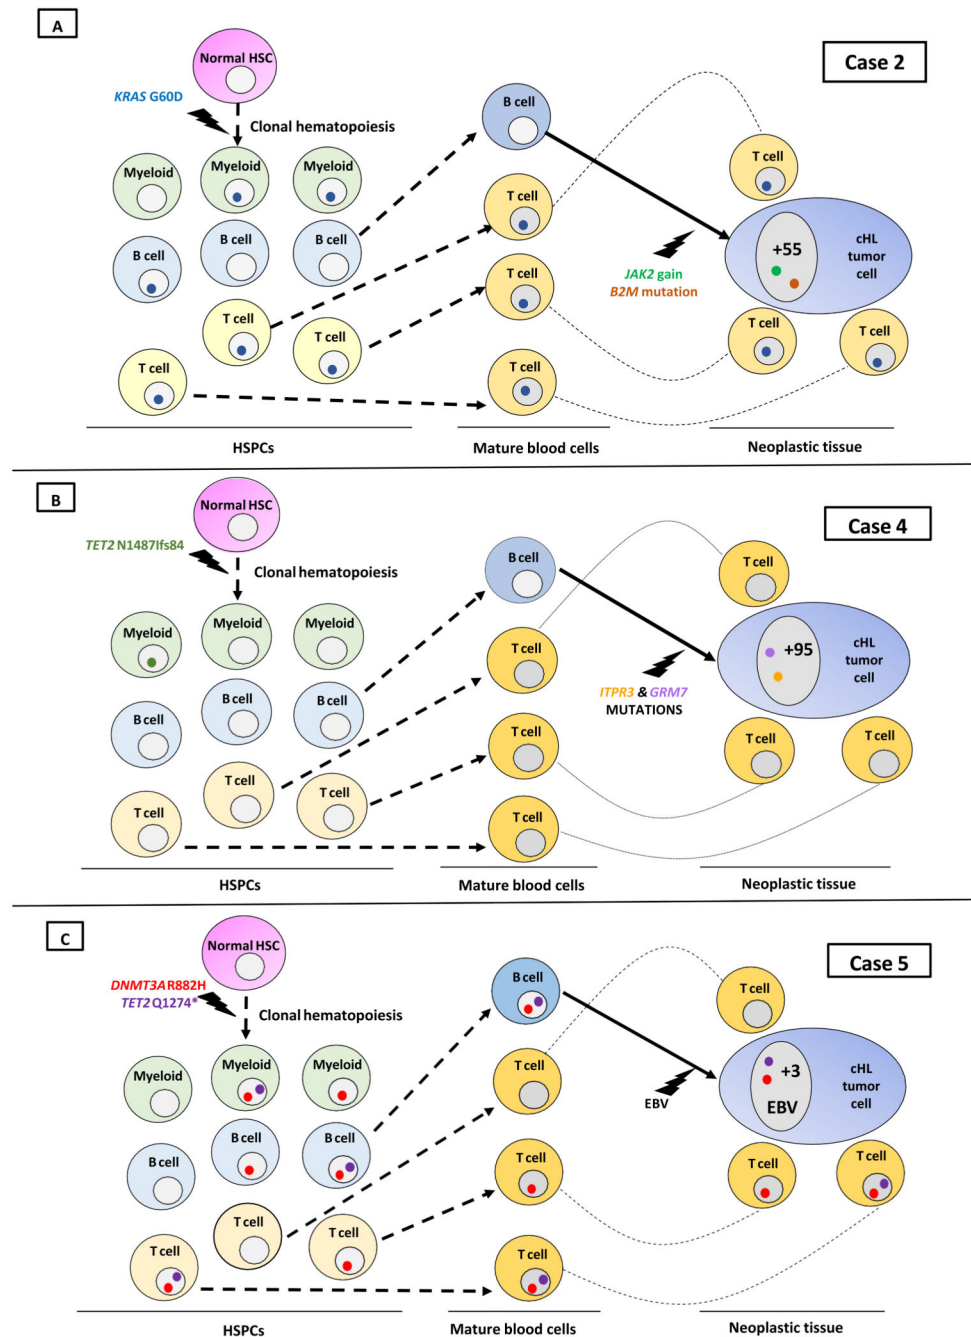 A
Case 2
Normal HSC
KRAS G60D
Clonal hematopoiesis
B cell
Myeloid
Myeloid
Myeloid
T cell
T cell
B cell
B cell
B cell
+55
cHL
tumor
cell
JAK2 gain
B2M mutation
T cell
T cell
T cell
T cell
T cell
T cell
T cell
HSPCs
Mature blood cells
Neoplastic tissue
B
Case 4
Normal HSC
TET2 N1487Ifs84
Clonal hematopoiesis
B cell
T cell
Myeloid
Myeloid
Myeloid
T cell
+95
cHL
tumor
cell
B cell
B cell
B cell
ITPR3 & GRM7
MUTATIONS
T cell
T cell
T cell
T cell
T cell
T cell
T cell
HSPCs
Mature blood cells
Neoplastic tissue
C
Case 5
Normal HSC
DNMT3A R882H
TET2 Q1274*
Clonal hematopoiesis
B cell
T cell
Myeloid
Myeloid
Myeloid
T cell
+3
EBV
cHL
tumor
cell
EBV
B cell
B cell
B cell
T cell
T cell
T cell
T cell
T cell
T cell
T cell
HSPCs
Mature blood cells
Neoplastic tissue